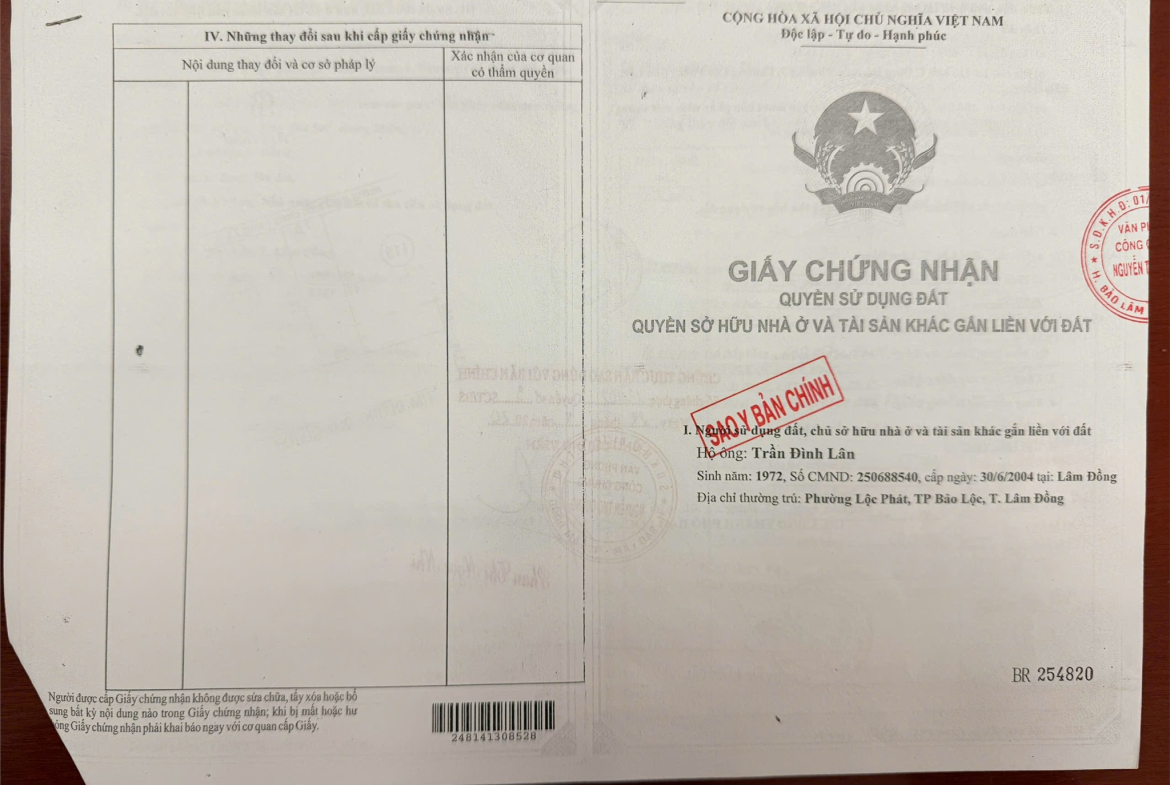 IV. Những thay đổi sau khi cấp giấy chứng nhận
Nội dung thay đổi và cơ sở pháp lý
Xác nhận của cơ quan
có thẩm quyền
Người được cấp Giấy chứng nhận không được sửa chữa, tẩy xóa hoặc bổ
sung bất kỳ nội dung nào trong Giấy chứng nhận; khi bị mất hoặc hư
hỏng Giấy chứng nhận phải khai báo ngay với cơ quan cấp Giấy.
248141308528
CỘNG HÒA XÃ HỘI CHỦ NGHĨA VIỆT NAM
Độc lập - Tự do - Hạnh phúc
VIỆT NAM
S.Đ.K.H.Đ: 01/
VĂN P
CÔNG
NGUYỄN T
H. BẢO LÂM
GIẤY CHỨNG NHẬN
QUYỀN SỬ DỤNG ĐẤT
QUYỀN SỞ HỮU NHÀ Ở VÀ TÀI SẢN KHÁC GẮN LIỀN VỚI ĐẤT
SAO Y BẢN CHÍNH
I. Người sử dụng đất, chủ sở hữu nhà ở và tài sản khác gắn liền với đất
Hộ ông: Trần Đình Lân
Sinh năm: 1972, Số CMND: 250688540, cấp ngày: 30/6/2004 tại: Lâm Đồng
Địa chỉ thường trú: Phường Lộc Phát, TP Bảo Lộc, T. Lâm Đồng
BR 254820